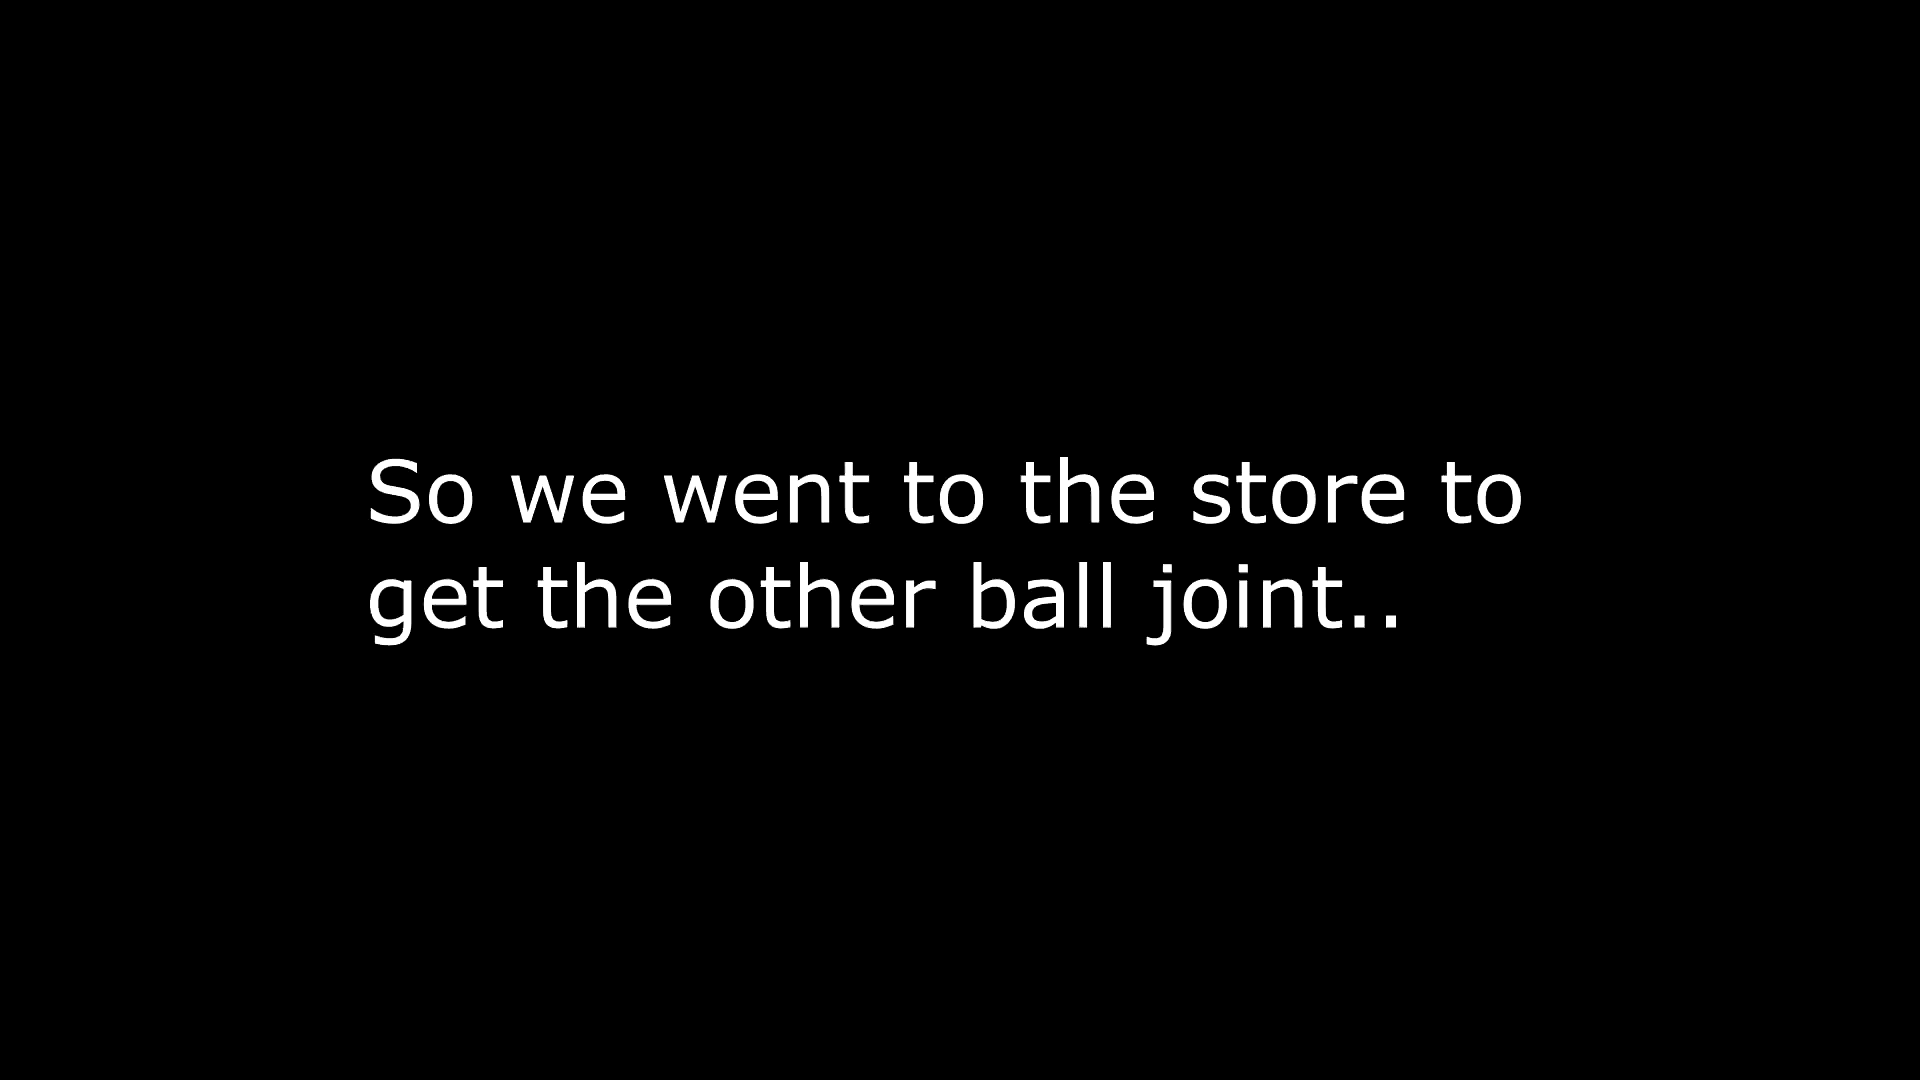 So we went to the store to
get the other ball joint..